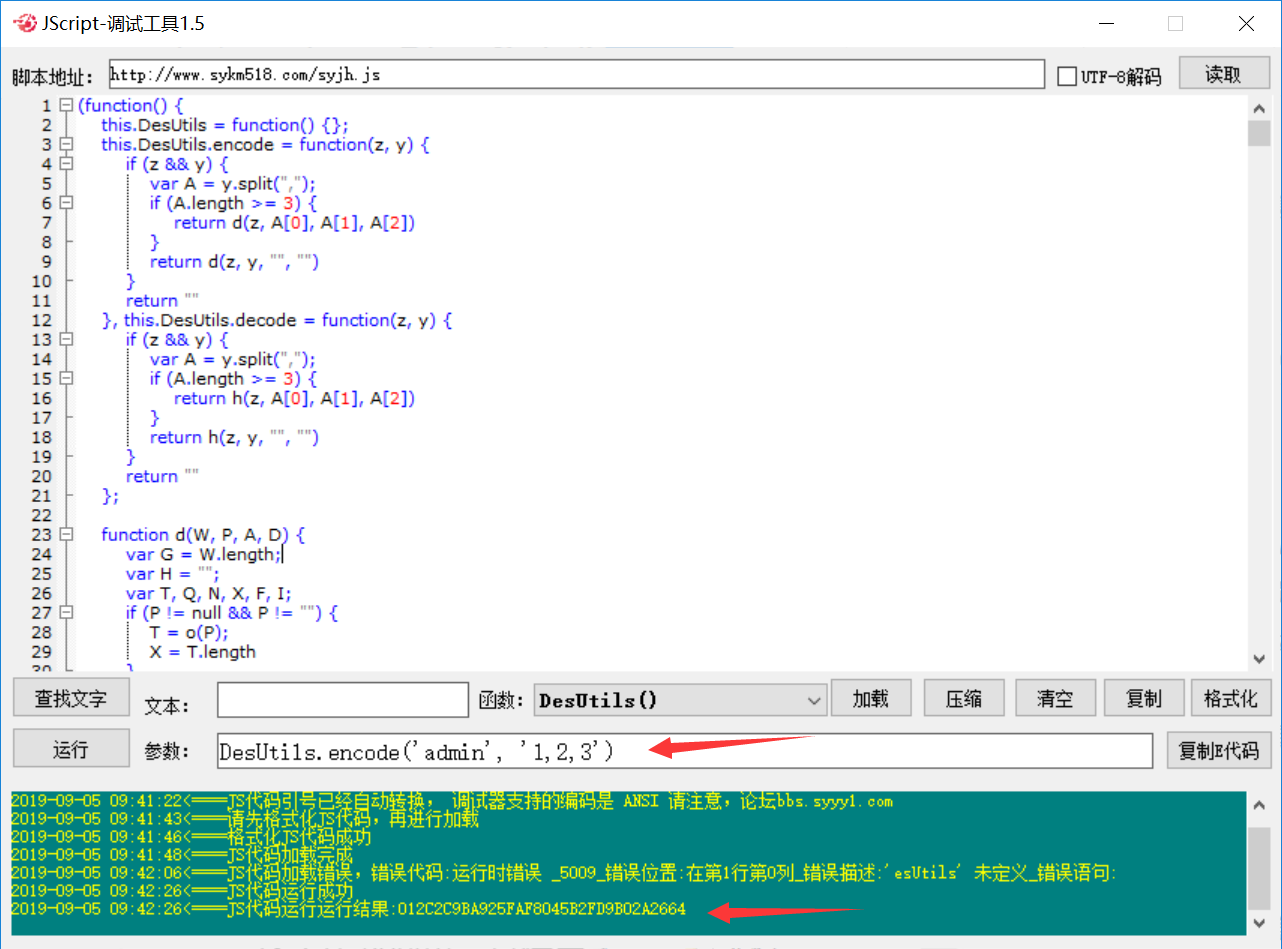 JScript-调试工具1.5
脚本地址： http://www.sykm518.com/syjh.js UTF-8解码 读取
1 (function() {
2 this.DesUtils = function() {};
3 this.DesUtils.encode = function(z, y) {
4 if (z && y) {
5 var A = y.split(",");
6 if (A.length >= 3) {
7 return d(z, A[0], A[1], A[2])
8 }
9 return d(z, y, "", "")
10 }
11 return ""
12 }, this.DesUtils.decode = function(z, y) {
13 if (z && y) {
14 var A = y.split(",");
15 if (A.length >= 3) {
16 return h(z, A[0], A[1], A[2])
17 }
18 return h(z, y, "", "")
19 }
20 return ""
21 };
22
23 function d(W, P, A, D) {
24 var G = W.length;
25 var H = "";
26 var T, Q, N, X, F, I;
27 if (P != null && P != "") {
28 T = o(P);
29 X = T.length
30 }
查找文字 文本： 函数： DesUtils() 加载 压缩 清空 复制 格式化
运行 参数： DesUtils.encode('admin', '1,2,3') 复制E代码
2019-09-05 09:41:22<====JS代码引号已经自动转换， 调试器支持的编码是 ANSI 请注意，论坛bbs.syyyl.com
2019-09-05 09:41:43<====请先格式化JS代码，再进行加载
2019-09-05 09:41:46<====格式化JS代码成功
2019-09-05 09:41:48<====JS代码加载完成
2019-09-05 09:42:06<====JS代码加载错误，错误代码:运行时错误 _5009_错误位置:在第1行第0列_错误描述:'esUtils' 未定义_错误语句:
2019-09-05 09:42:26<====JS代码运行成功
2019-09-05 09:42:26<====JS代码运行运行结果:012C2C9BA925FAF8045B2FD9B02A2664